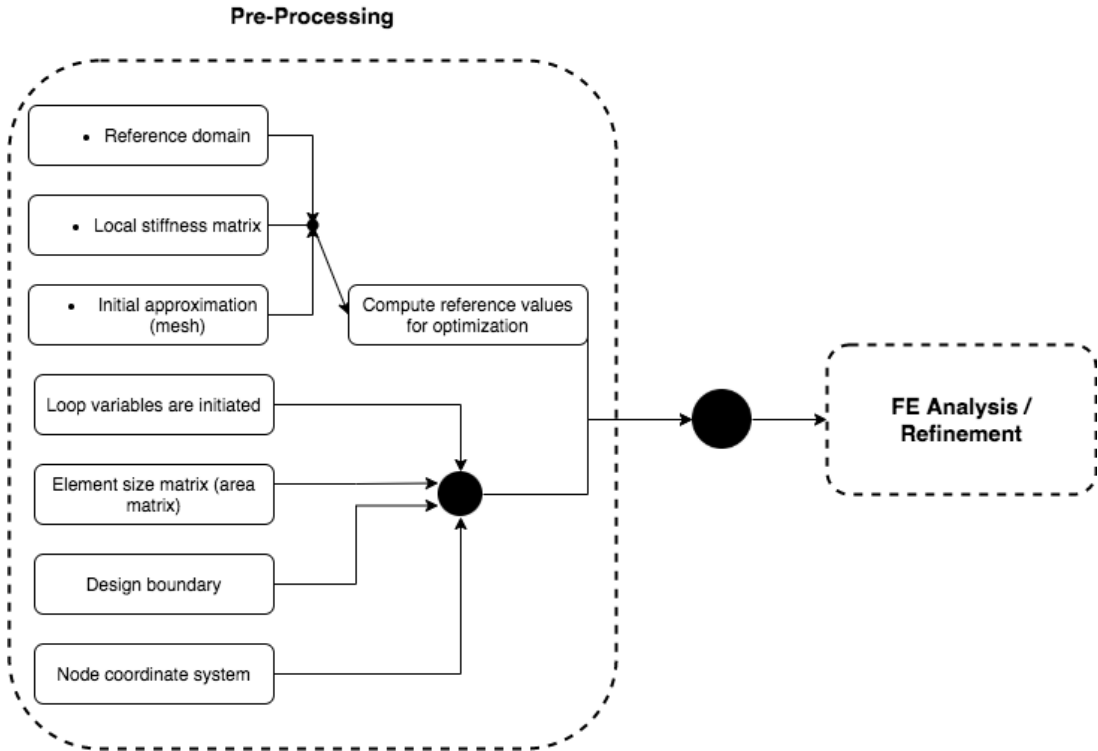 Pre-Processing
• Reference domain
• Local stiffness matrix
• Initial approximation
(mesh)
Compute reference values
for optimization
Loop variables are initiated
Element size matrix (area
matrix)
Design boundary
Node coordinate system
FE Analysis /
Refinement